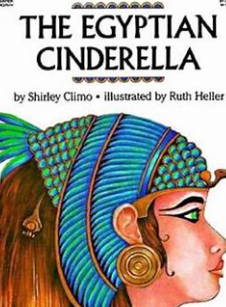 THE EGYPTIAN
CINDERELLA
by Shirley Climo • illustrated by Ruth Heller